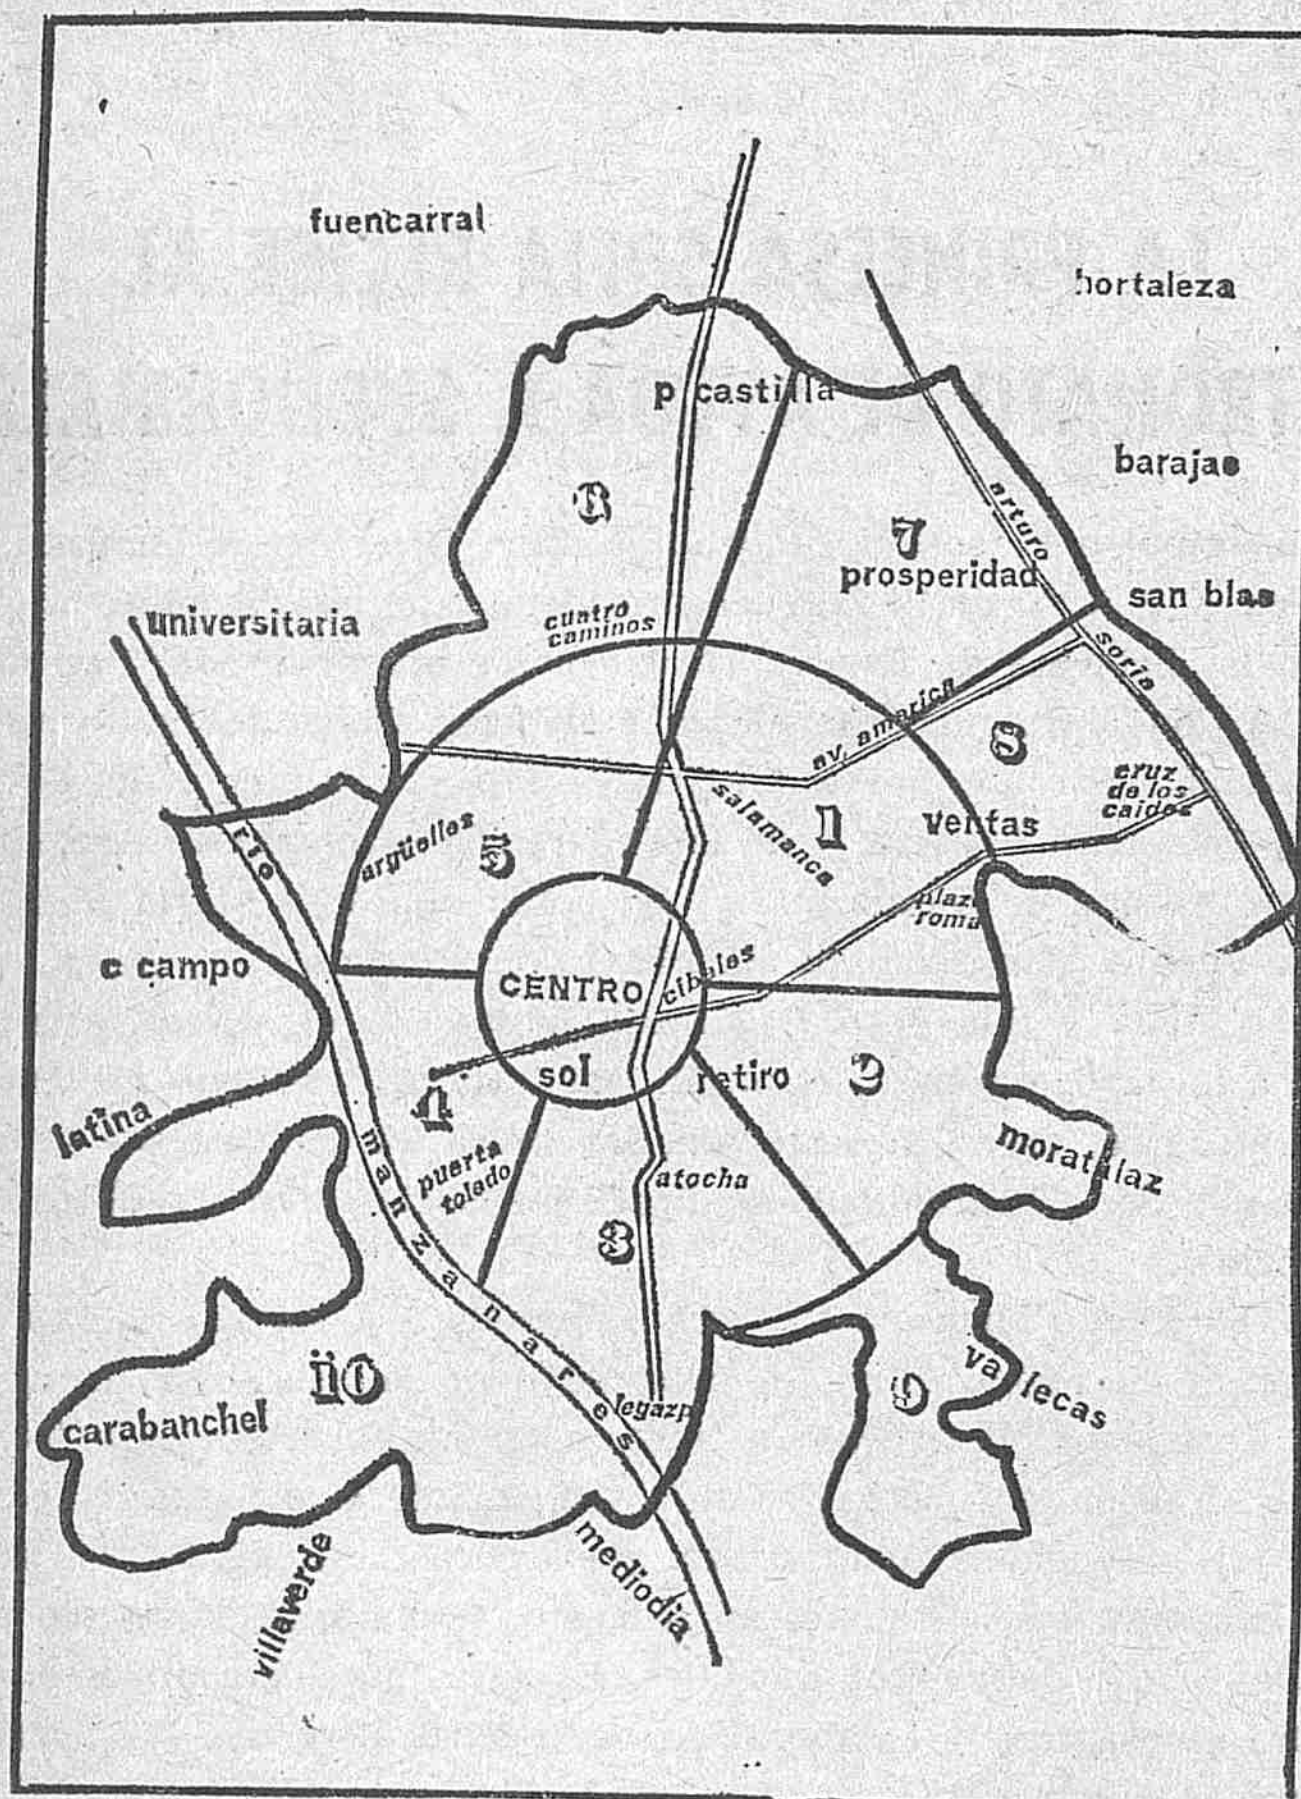 fuencarral
hortaleza
p castilla
barajas
arturo
7
prosperidad
san blas
universitaria
cuatro
caminos
soria
av. america
8
cruz
de los
caidos
salamanca
1
ventas
argüelles
5
rio
plaza
roma
c campo
CENTRO
cibeles
sol
retiro
2
4
latina
puerta
toledo
manzanares
atocha
moratalaz
3
vallecas
10
9
carabanchel
legazpi
villaverde
mediodia